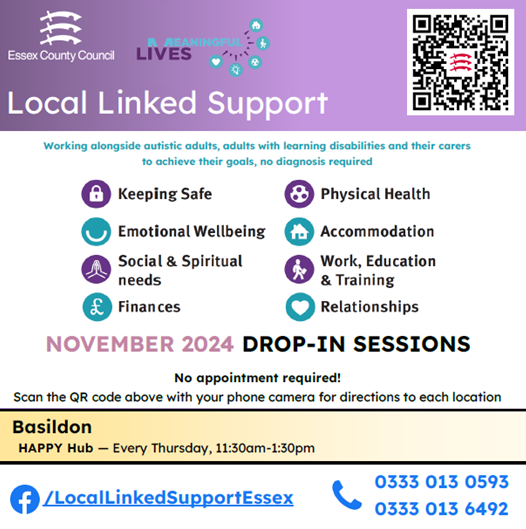 Essex County Council
MEANINGFUL
LIVES
Local Linked Support
Working alongside autistic adults, adults with learning disabilities and their carers
to achieve their goals, no diagnosis required
Keeping Safe
Physical Health
Emotional Wellbeing
Accommodation
Social & Spiritual
needs
Work, Education
& Training
£ Finances
Relationships
NOVEMBER 2024 DROP-IN SESSIONS
No appointment required!
Scan the QR code above with your phone camera for directions to each location
Basildon
HAPPY Hub — Every Thursday, 11:30am-1:30pm
/LocalLinkedSupportEssex
0333 013 0593
0333 013 6492